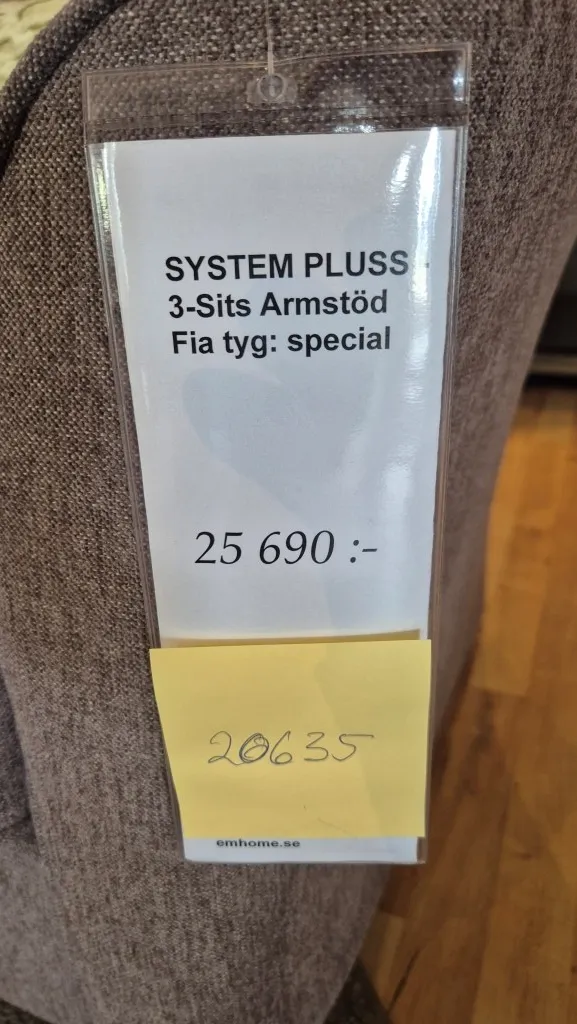 SYSTEM PLUSS -
3-Sits Armstöd
Fia tyg: special
25 690 :-
20635
emhome.se